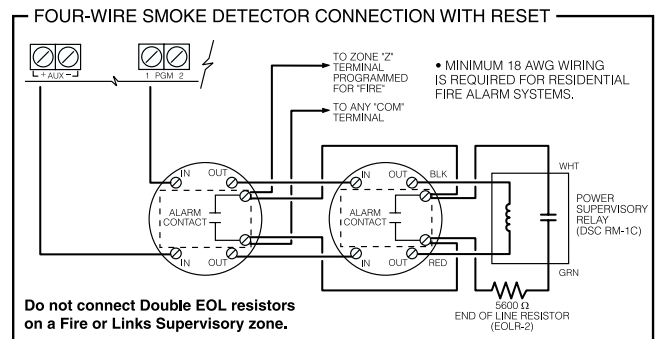 FOUR-WIRE SMOKE DETECTOR CONNECTION WITH RESET
+ AUX -
1 PGM 2
TO ZONE "Z"
TERMINAL
PROGRAMMED
FOR "FIRE"
TO ANY "COM"
TERMINAL
• MINIMUM 18 AWG WIRING
IS REQUIRED FOR RESIDENTIAL
FIRE ALARM SYSTEMS.
IN
OUT
ALARM
CONTACT
IN
OUT
IN
OUT
BLK
ALARM
CONTACT
IN
OUT
RED
WHT
POWER
SUPERVISORY
RELAY
(DSC RM-1C)
GRN
5600 Ω
END OF LINE RESISTOR
(EOLR-2)
Do not connect Double EOL resistors
on a Fire or Links Supervisory zone.